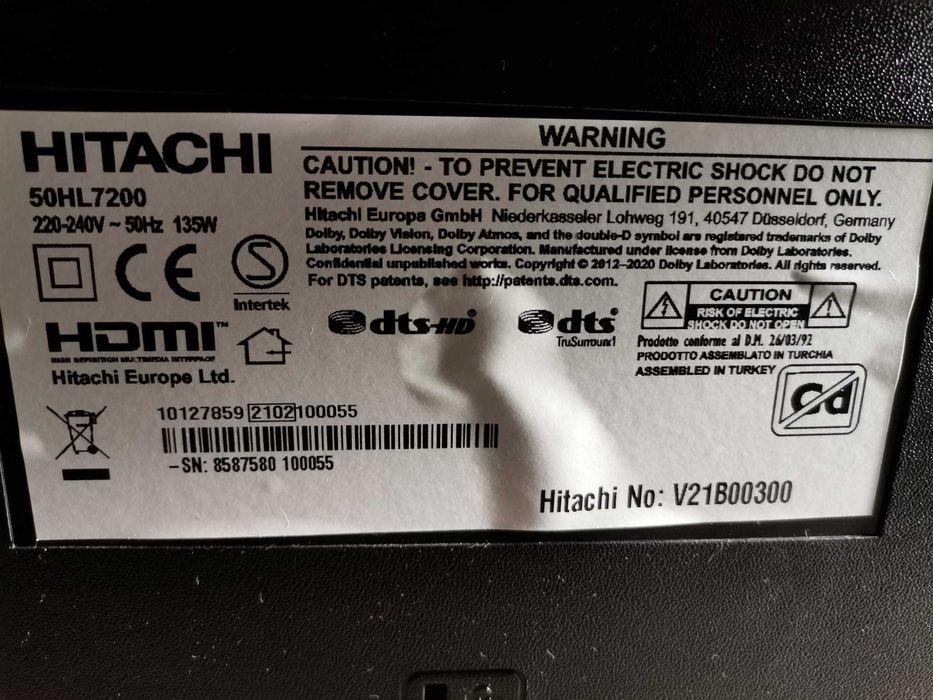 HITACHI
50HL7200
220-240V ~ 50Hz 135W
S
Intertek
HDMI™
HIGH DEFINITION MULTIMEDIA INTERFACE
Hitachi Europe Ltd.
WARNING
CAUTION! - TO PREVENT ELECTRIC SHOCK DO NOT
REMOVE COVER. FOR QUALIFIED PERSONNEL ONLY.
Hitachi Europa GmbH Niederkasseler Lohweg 191, 40547 Düsseldorf, Germany
Dolby, Dolby Vision, Dolby Atmos, and the double-D symbol are registered trademarks of Dolby
Laboratories Licensing Corporation. Manufactured under license from Dolby Laboratories.
Confidential unpublished works. Copyright © 2012–2020 Dolby Laboratories. All rights reserved.
For DTS patents, see http://patents.dts.com.
dts-HD®
dts®
TruSurround
CAUTION
RISK OF ELECTRIC
SHOCK DO NOT OPEN
Prodotto conforme al D.M. 26/03/92
PRODOTTO ASSEMBLATO IN TURCHIA
ASSEMBLED IN TURKEY
Pb
10127859 2102 100055
-SN: 8587580 100055
Hitachi No: V21B00300